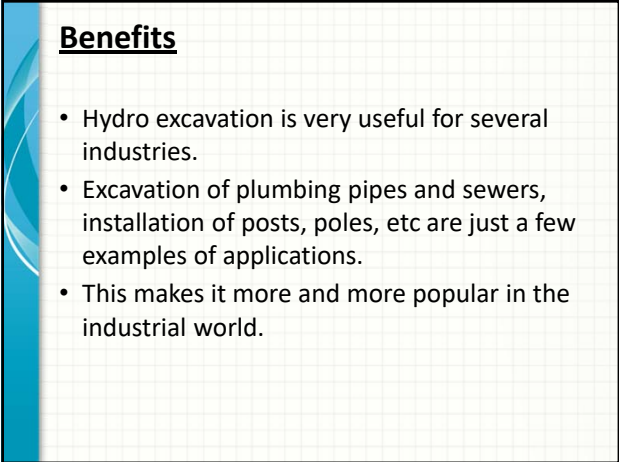 Benefits
• Hydro excavation is very useful for several
industries.
• Excavation of plumbing pipes and sewers,
installation of posts, poles, etc are just a few
examples of applications.
• This makes it more and more popular in the
industrial world.